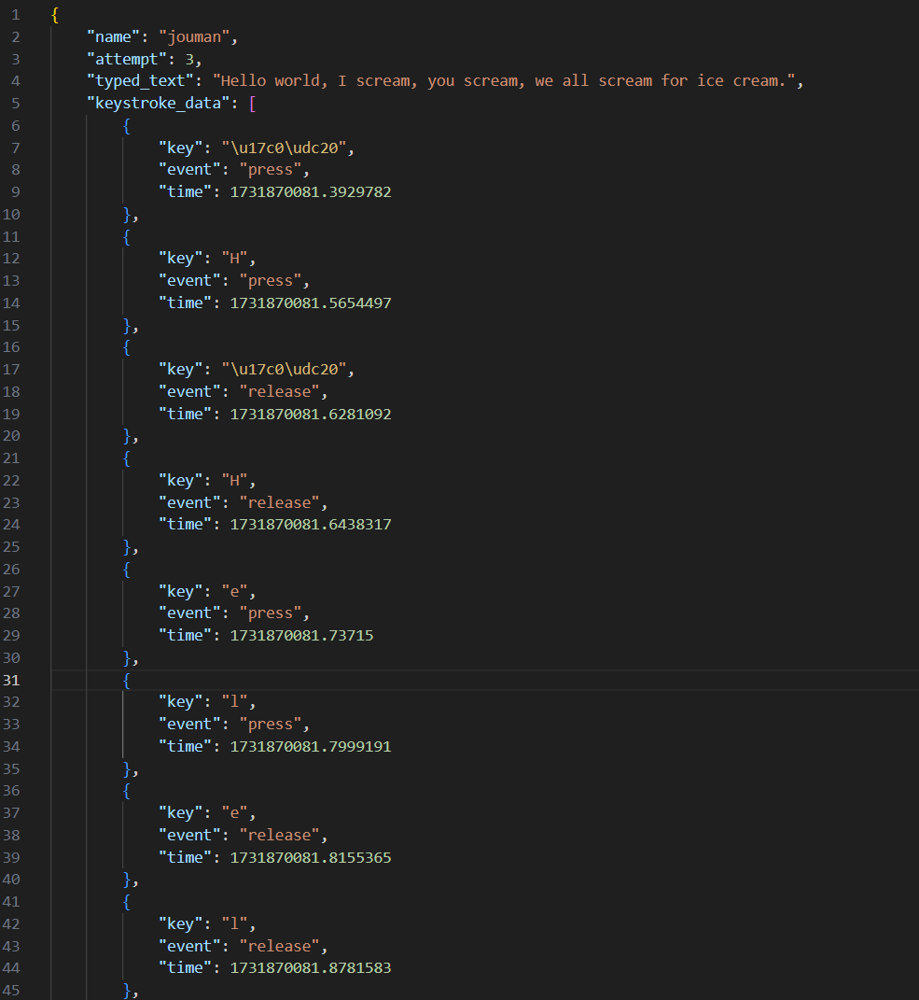 1 {
2 "name": "jouman",
3 "attempt": 3,
4 "typed_text": "Hello world, I scream, you scream, we all scream for ice cream.",
5 "keystroke_data": [
6 {
7 "key": "\u17c0\udc20",
8 "event": "press",
9 "time": 1731870081.3929782
10 },
11 {
12 "key": "H",
13 "event": "press",
14 "time": 1731870081.5654497
15 },
16 {
17 "key": "\u17c0\udc20",
18 "event": "release",
19 "time": 1731870081.6281092
20 },
21 {
22 "key": "H",
23 "event": "release",
24 "time": 1731870081.6438317
25 },
26 {
27 "key": "e",
28 "event": "press",
29 "time": 1731870081.73715
30 },
31 {
32 "key": "l",
33 "event": "press",
34 "time": 1731870081.7999191
35 },
36 {
37 "key": "e",
38 "event": "release",
39 "time": 1731870081.8155365
40 },
41 {
42 "key": "l",
43 "event": "release",
44 "time": 1731870081.8781583
45 },